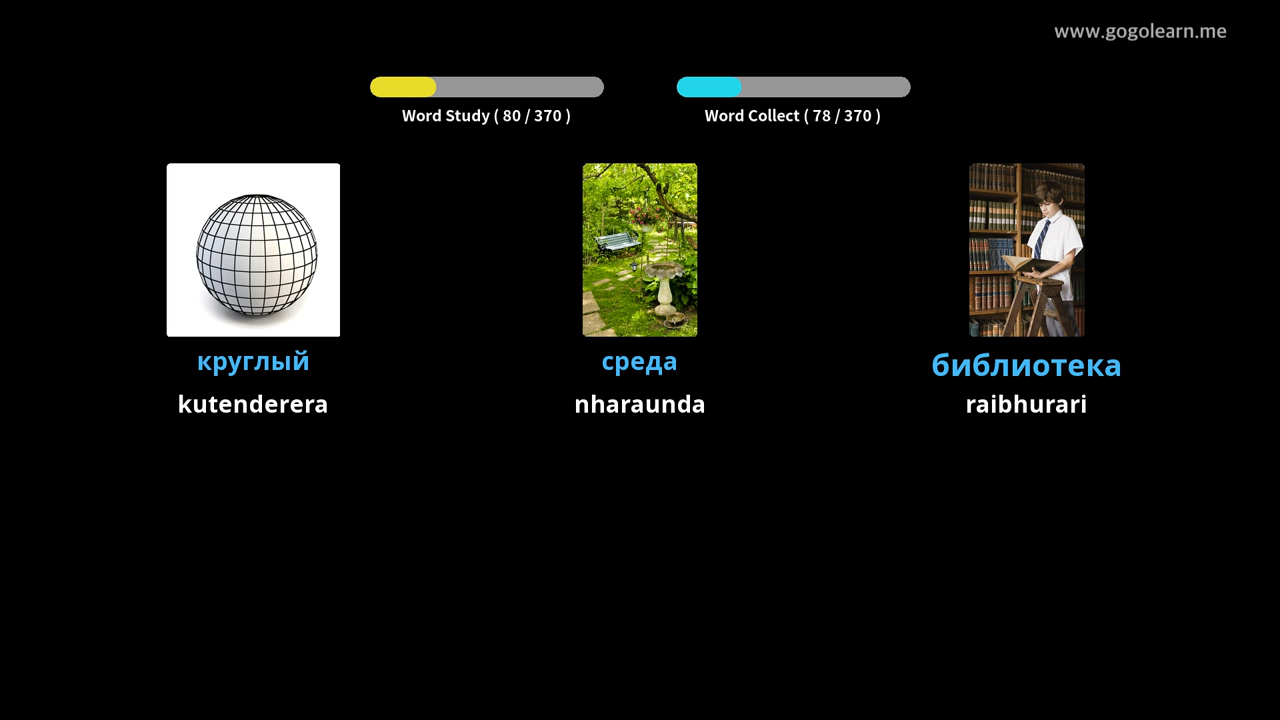 www.gogolearn.me
Word Study ( 80 / 370 )
Word Collect ( 78 / 370 )
круглый
среда
библиотека
kutenderera
nharaunda
raibhurari